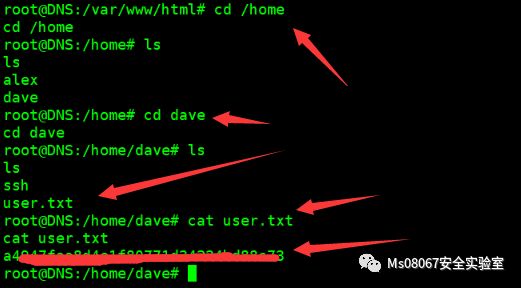 root@DNS:/var/www/html# cd /home
cd /home
root@DNS:/home# ls
ls
alex
dave
root@DNS:/home# cd dave
cd dave
root@DNS:/home/dave# ls
ls
ssh
user.txt
root@DNS:/home/dave# cat user.txt
cat user.txt
root@DNS:/home/dave#
Ms08067安全实验室